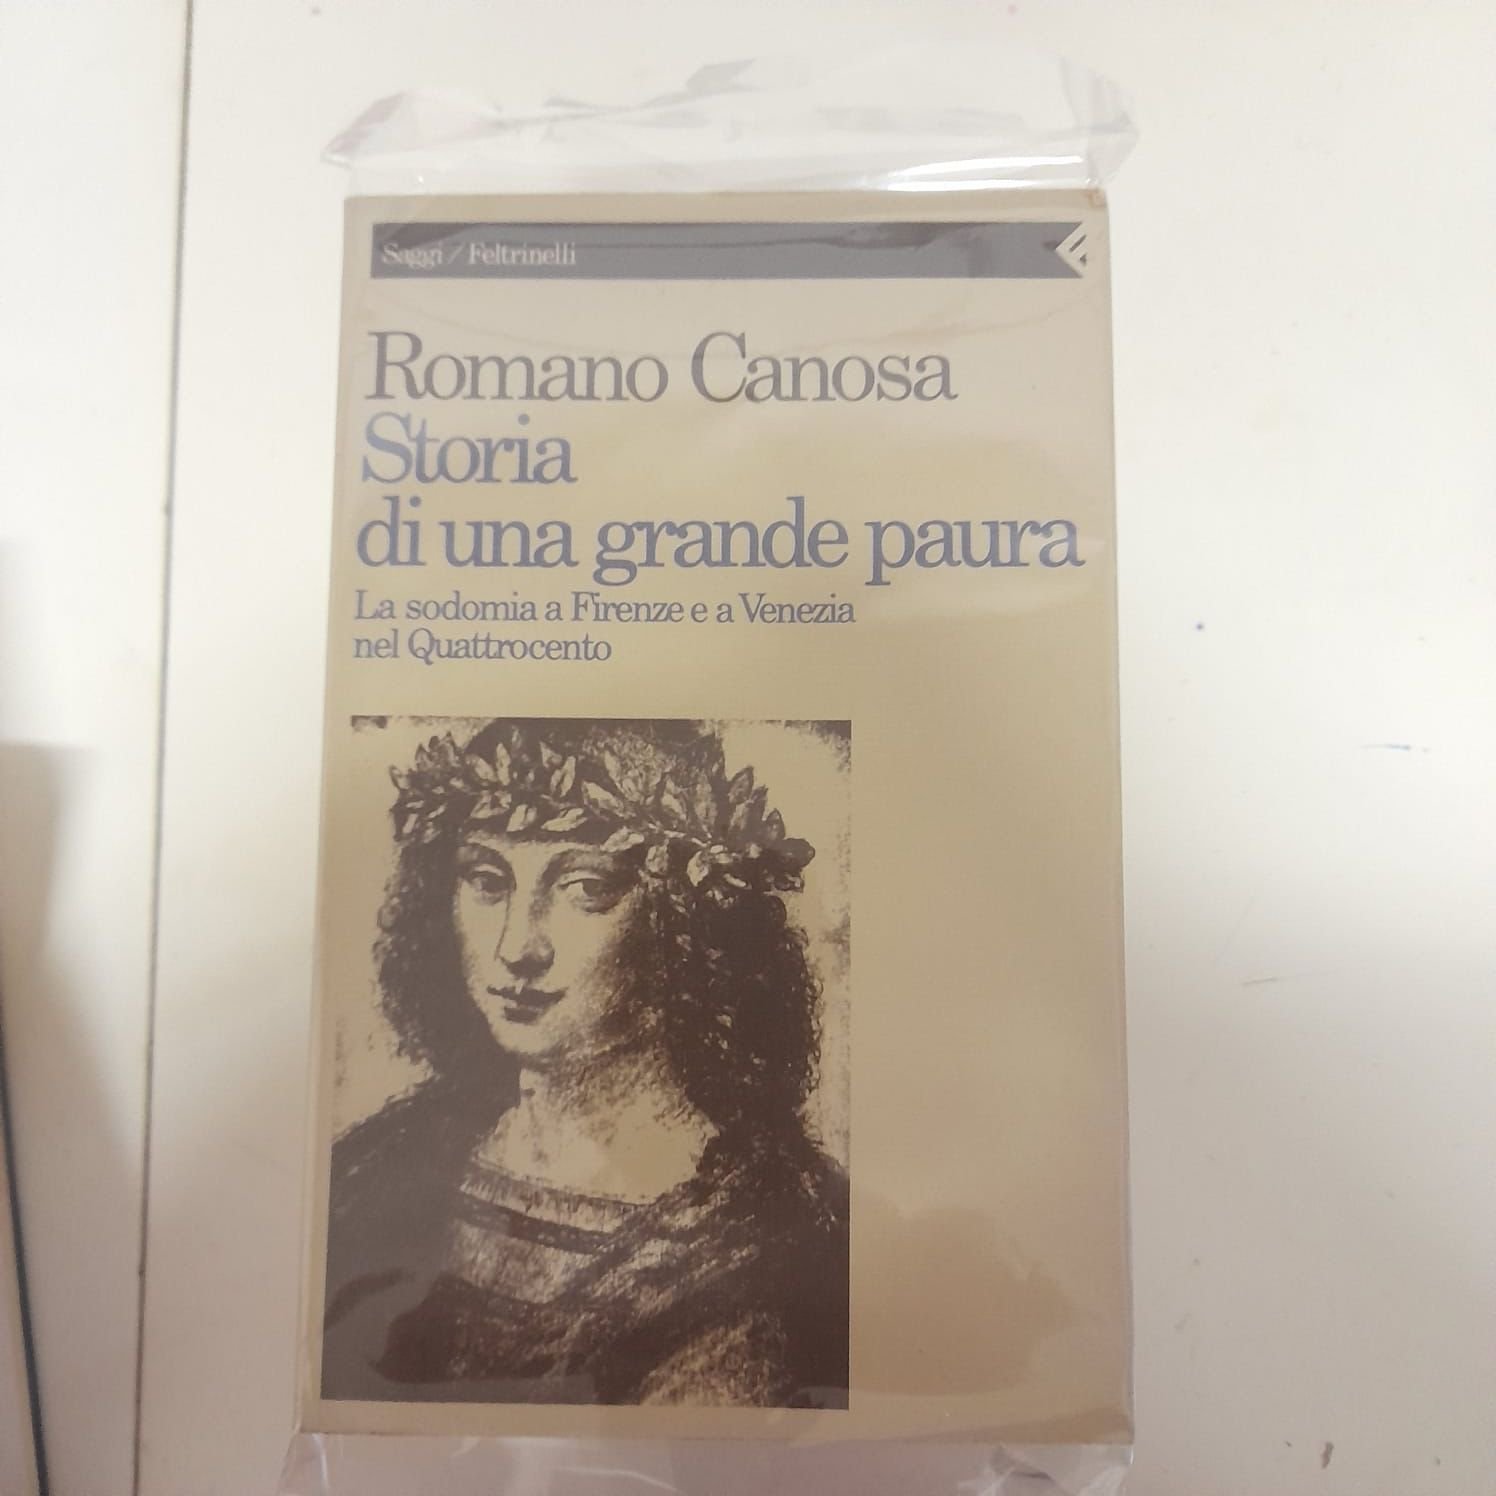 Saggi / Feltrinelli
Romano Canosa
Storia
di una grande paura
La sodomia a Firenze e a Venezia
nel Quattrocento